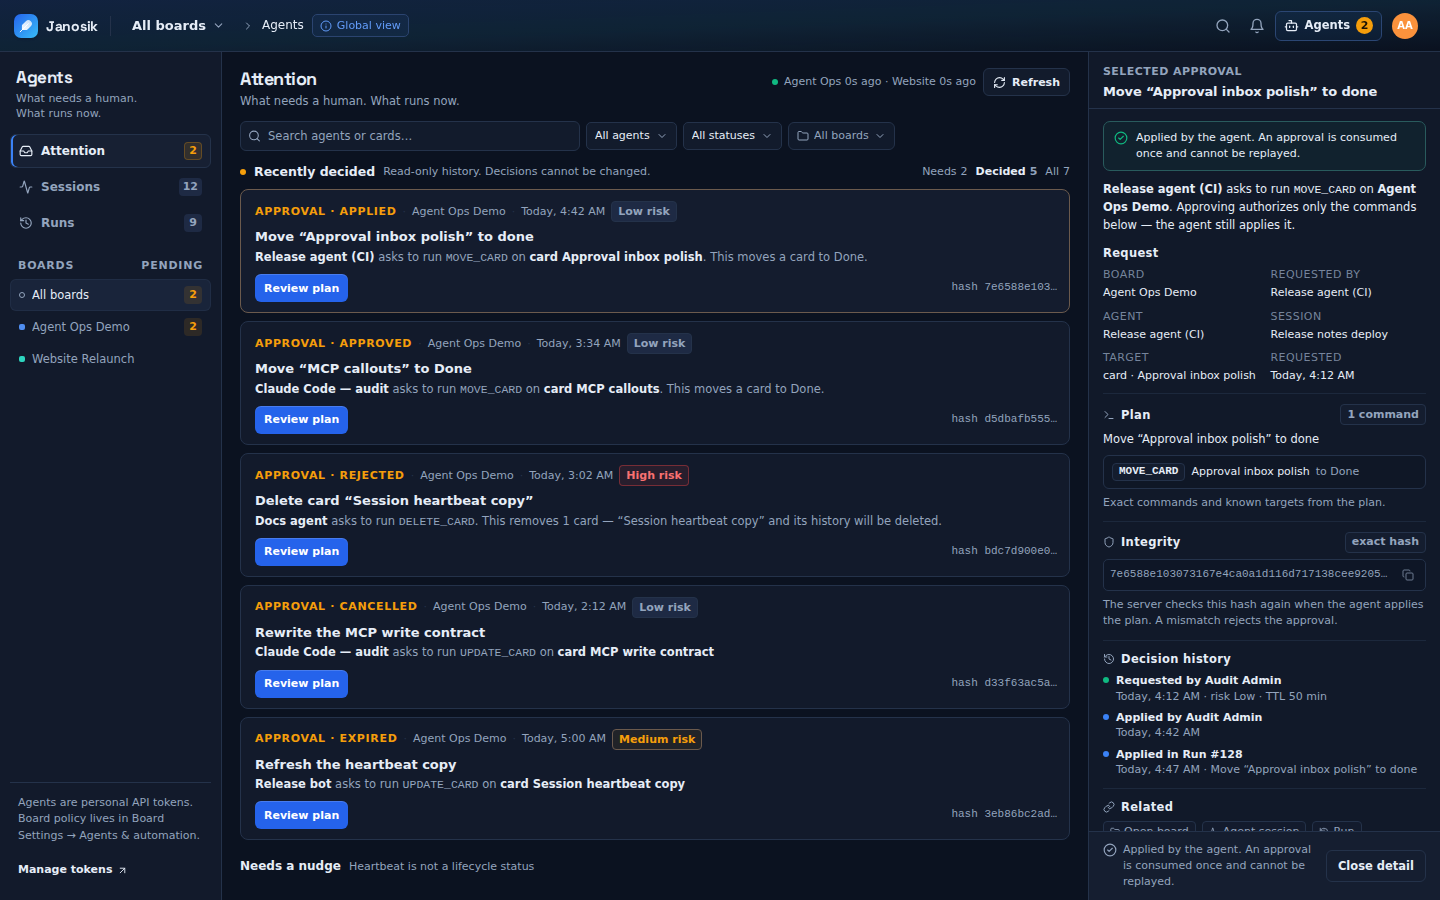 Janosik
All boards
Agents
Global view
Agents 2
AA
Agents
What needs a human.
What runs now.
Attention 2
Sessions 12
Runs 9
BOARDS PENDING
All boards 2
Agent Ops Demo 2
Website Relaunch
Agents are personal API tokens.
Board policy lives in Board
Settings → Agents & automation.
Manage tokens
Attention
What needs a human. What runs now.
Agent Ops 0s ago · Website 0s ago
Refresh
Search agents or cards…
All agents
All statuses
All boards
Recently decided Read-only history. Decisions cannot be changed.
Needs 2 Decided 5 All 7
APPROVAL · APPLIED · Agent Ops Demo · Today, 4:42 AM Low risk
Move “Approval inbox polish” to done
Release agent (CI) asks to run MOVE_CARD on card Approval inbox polish. This moves a card to Done.
Review plan
hash 7e6588e103…
APPROVAL · APPROVED · Agent Ops Demo · Today, 3:34 AM Low risk
Move “MCP callouts” to Done
Claude Code — audit asks to run MOVE_CARD on card MCP callouts. This moves a card to Done.
Review plan
hash d5dbafb555…
APPROVAL · REJECTED · Agent Ops Demo · Today, 3:02 AM High risk
Delete card “Session heartbeat copy”
Docs agent asks to run DELETE_CARD. This removes 1 card — “Session heartbeat copy” and its history will be deleted.
Review plan
hash bdc7d900e0…
APPROVAL · CANCELLED · Agent Ops Demo · Today, 2:12 AM Low risk
Rewrite the MCP write contract
Claude Code — audit asks to run UPDATE_CARD on card MCP write contract
Review plan
hash d33f63ac5a…
APPROVAL · EXPIRED · Agent Ops Demo · Today, 5:00 AM Medium risk
Refresh the heartbeat copy
Release bot asks to run UPDATE_CARD on card Session heartbeat copy
Review plan
hash 3eb86bc2ad…
Needs a nudge Heartbeat is not a lifecycle status
SELECTED APPROVAL
Move “Approval inbox polish” to done
Applied by the agent. An approval is consumed
once and cannot be replayed.
Release agent (CI) asks to run MOVE_CARD on Agent
Ops Demo. Approving authorizes only the commands
below — the agent still applies it.
Request
BOARD REQUESTED BY
Agent Ops Demo Release agent (CI)
AGENT SESSION
Release agent (CI) Release notes deploy
TARGET REQUESTED
card · Approval inbox polish Today, 4:12 AM
Plan 1 command
Move “Approval inbox polish” to done
MOVE_CARD Approval inbox polish to Done
Exact commands and known targets from the plan.
Integrity exact hash
7e6588e103073167e4ca0a1d116d717138cee9205…
The server checks this hash again when the agent applies
the plan. A mismatch rejects the approval.
Decision history
Requested by Audit Admin
Today, 4:12 AM · risk Low · TTL 50 min
Applied by Audit Admin
Today, 4:42 AM
Applied in Run #128
Today, 4:47 AM · Move “Approval inbox polish” to done
Related
Open board Agent session Run
Applied by the agent. An approval
is consumed once and cannot be
replayed.
Close detail